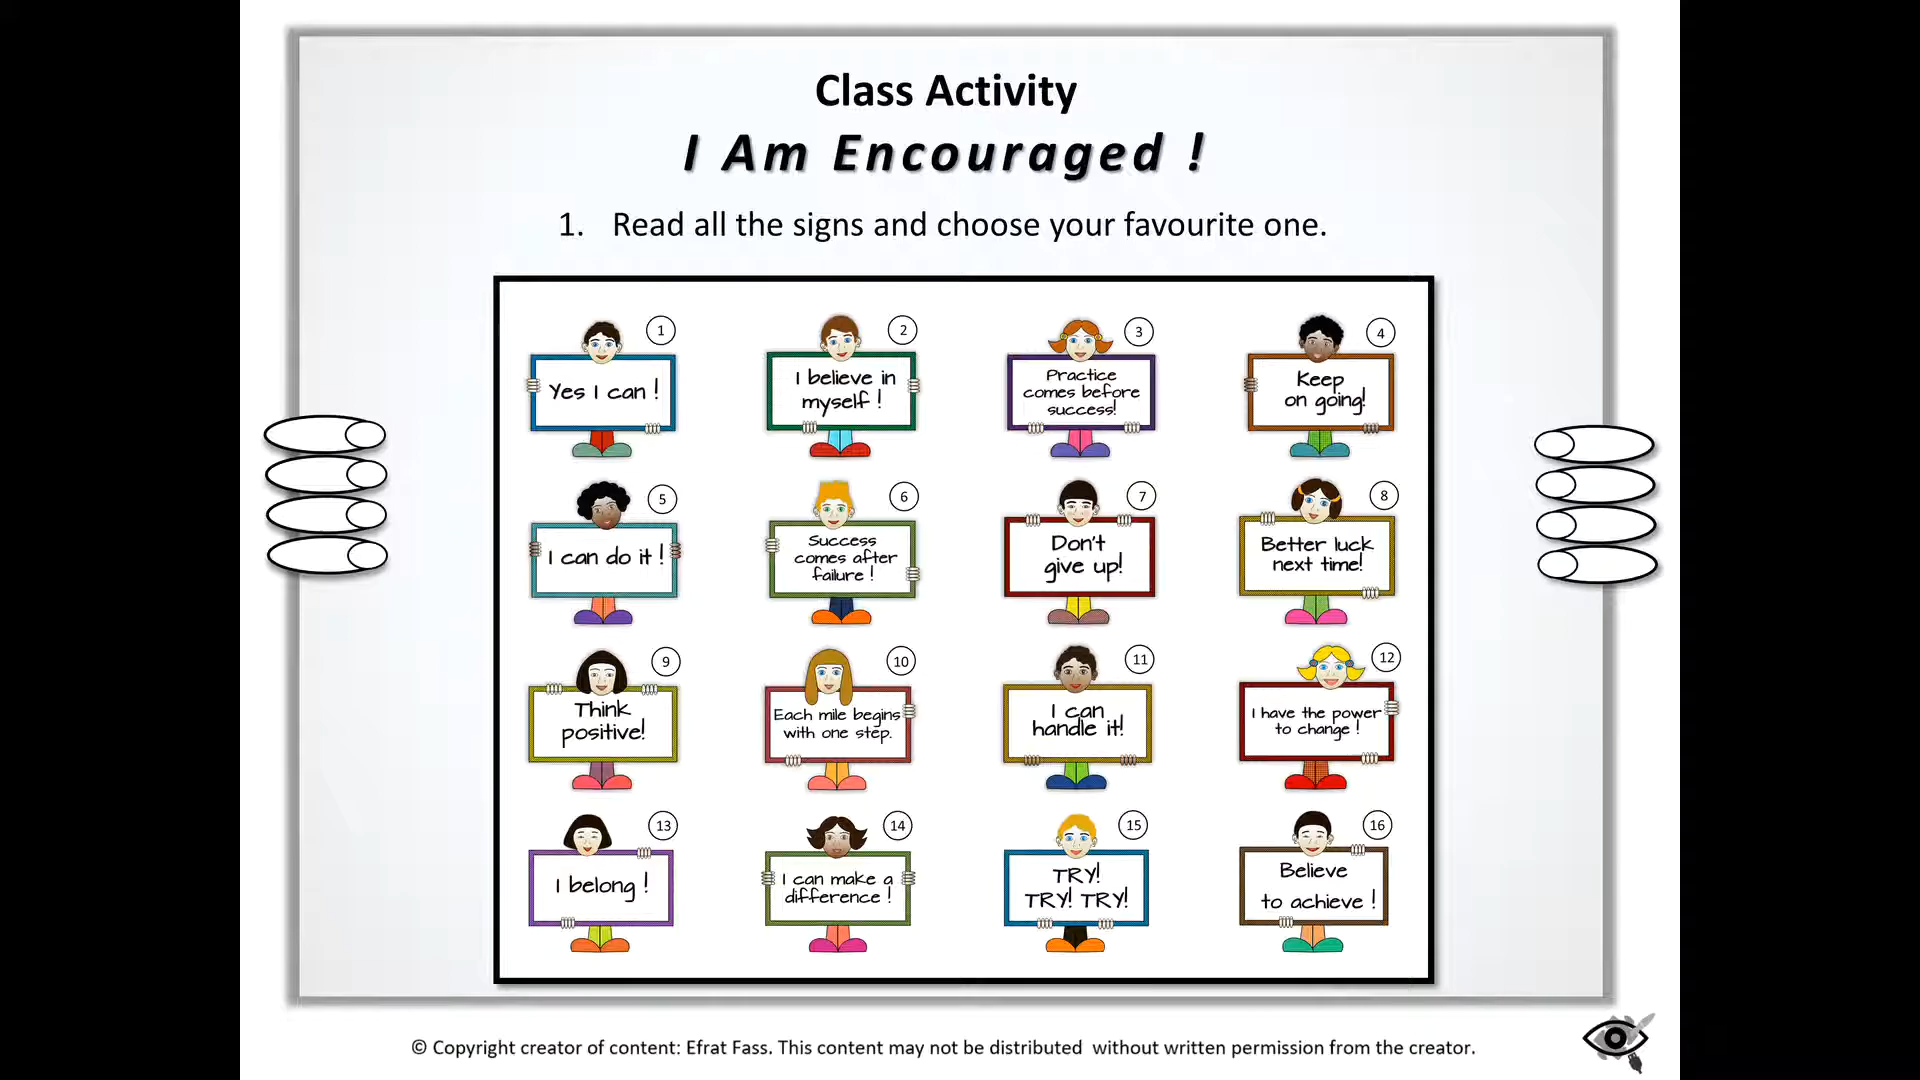 Class Activity
I Am Encouraged !
1. Read all the signs and choose your favourite one.
1
Yes I can !
2
I believe in
myself !
3
Practice
comes before
success!
4
Keep
on going!
5
I can do it !
6
Success
comes after
failure !
7
Don't
give up!
8
Better luck
next time!
9
Think
positive!
10
Each mile begins
with one step.
11
I can
handle it!
12
I have the power
to change !
13
I belong !
14
I can make a
difference !
15
TRY!
TRY! TRY!
16
Believe
to achieve !
© Copyright creator of content: Efrat Fass. This content may not be distributed without written permission from the creator.